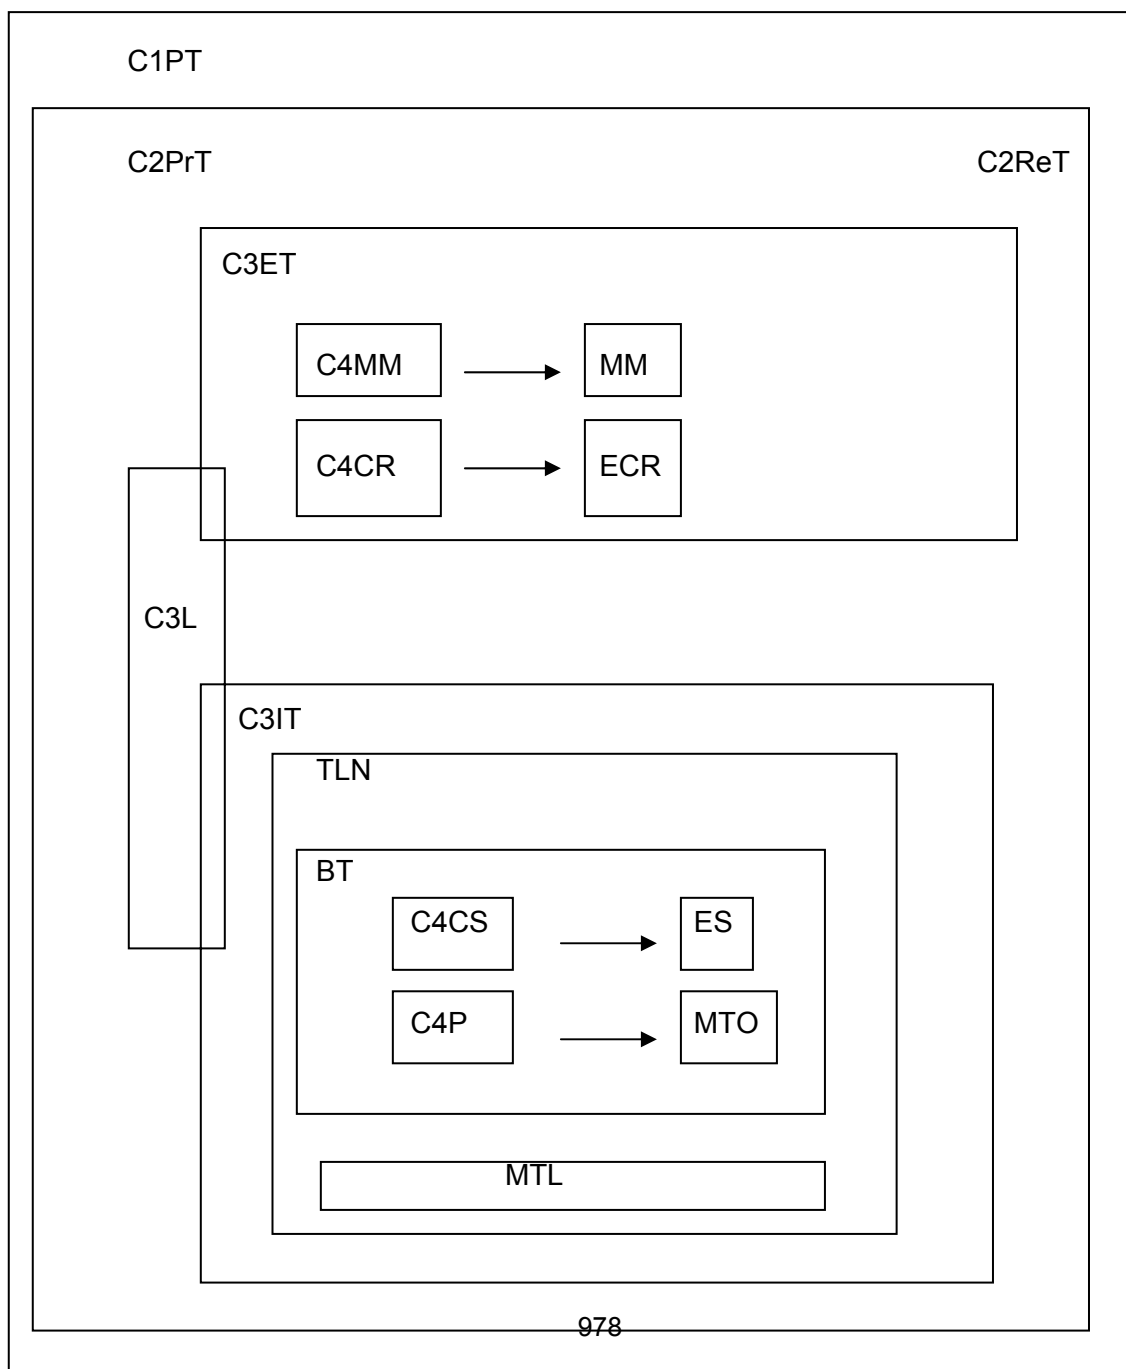 C1PT
C2PrT C2ReT
C3ET
C4MM MM
C4CR ECR
C3L
C3IT
TLN
BT
C4CS ES
C4P MTO
MTL
978